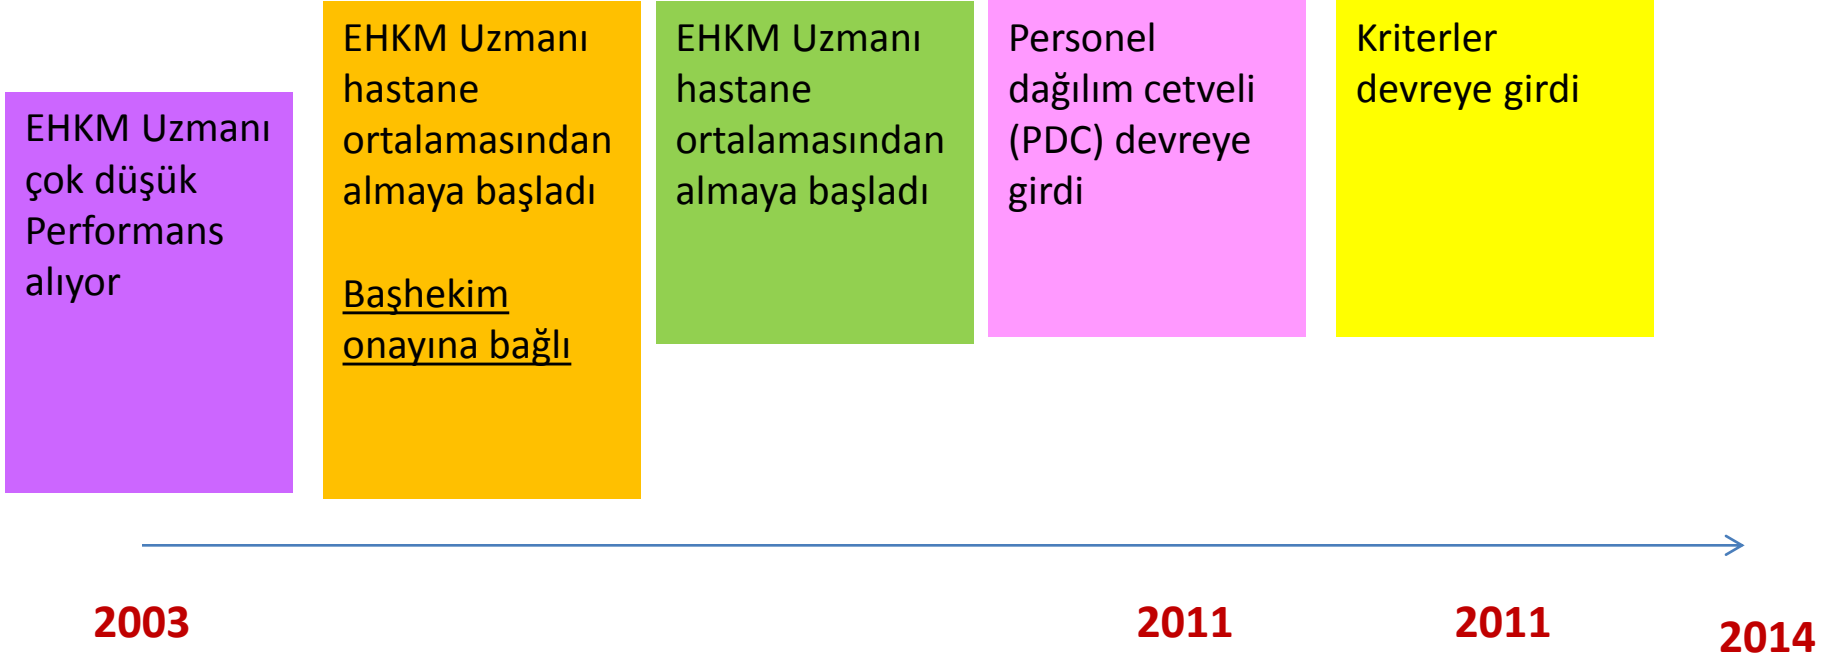 EHKM Uzmanı
çok düşük
Performans
alıyor
EHKM Uzmanı
hastane
ortalamasından
almaya başladı
Başhekim
onayına bağlı
EHKM Uzmanı
hastane
ortalamasından
almaya başladı
Personel
dağılım cetveli
(PDC) devreye
girdi
Kriterler
devreye girdi
2003
2011
2011
2014